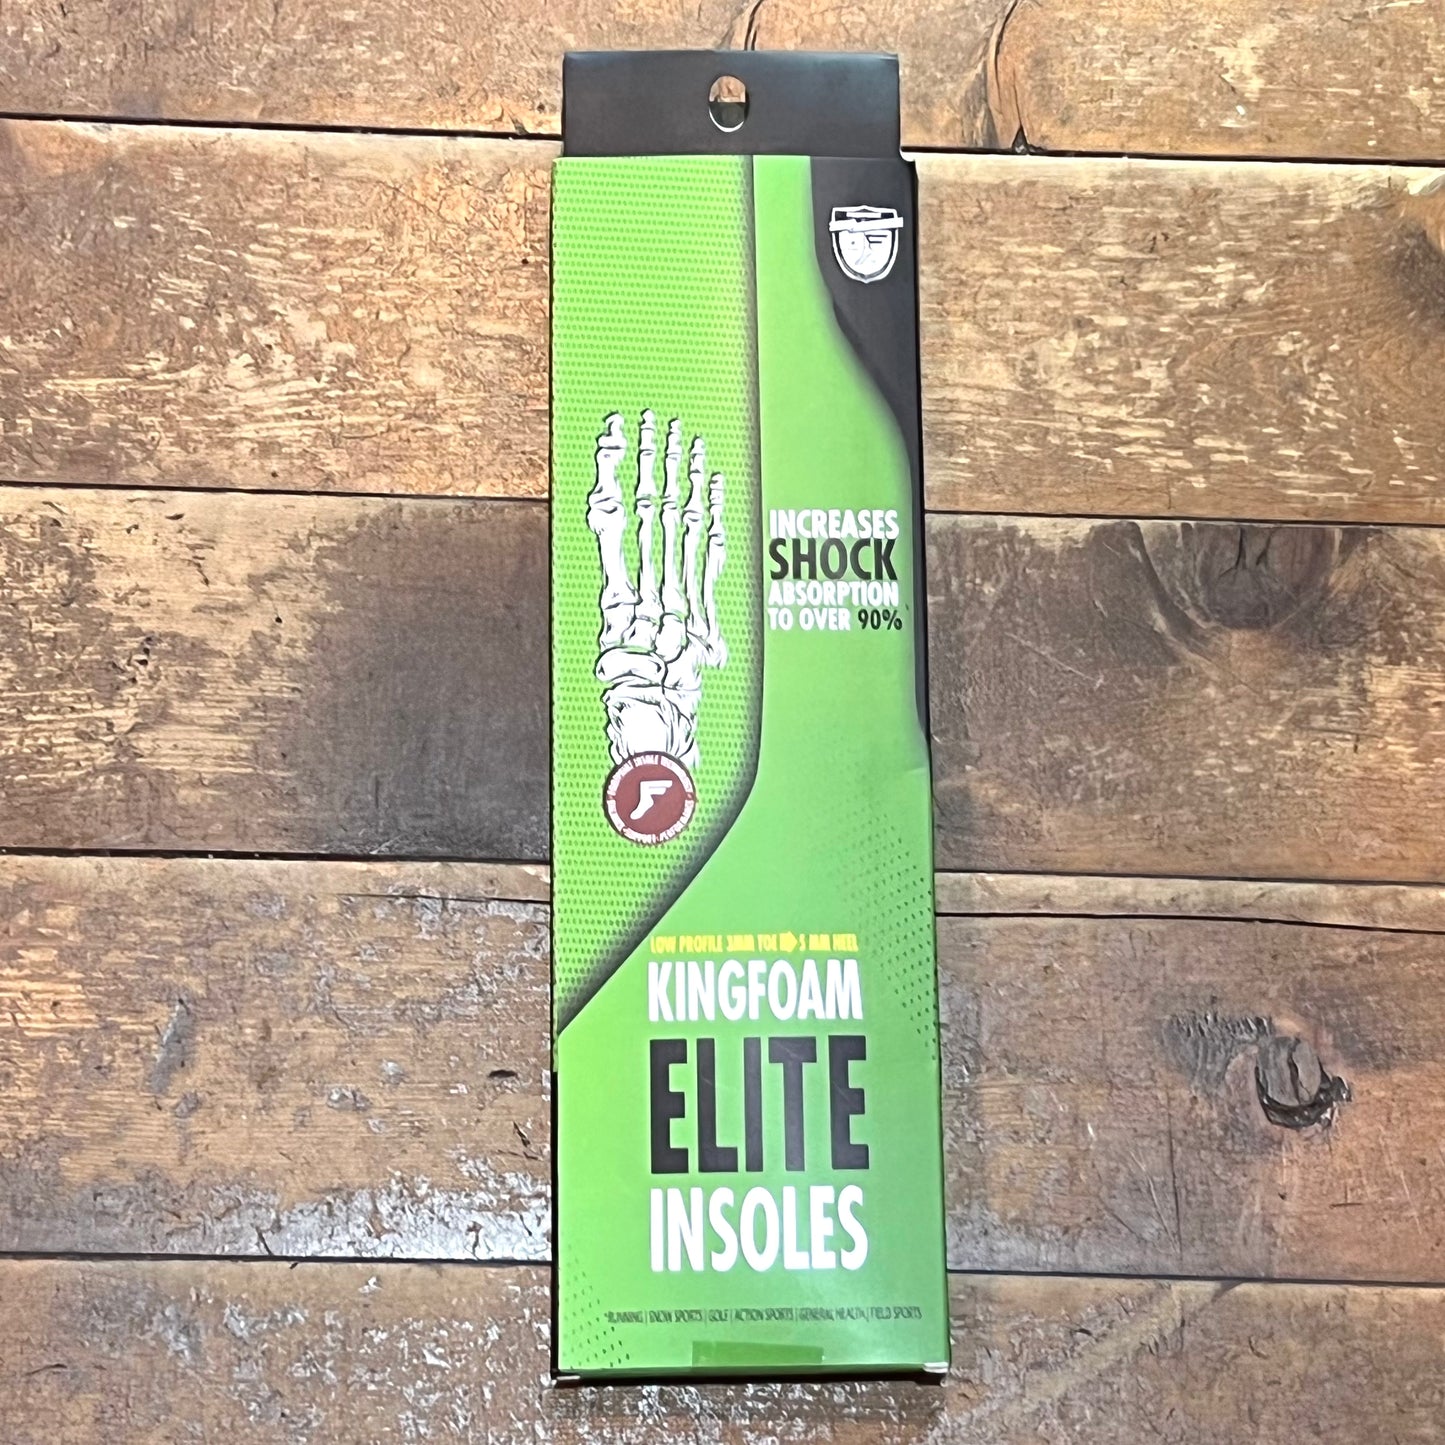 INCREASES
SHOCK
ABSORPTION
TO OVER 90%
LOW PROFILE 3MM TOE 5 MM HEEL
KINGFOAM
ELITE
INSOLES
*RUNNING | SNOW SPORTS | GOLF | ACTION SPORTS | GENERAL HEALTH | FIELD SPORTS